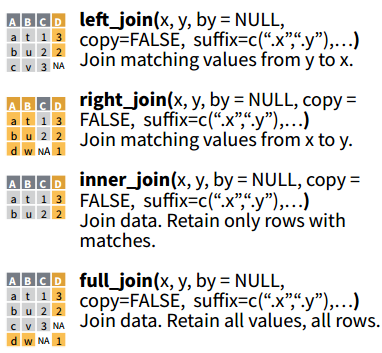 A B C D
a t 1 3
b u 2 2
c v 3 NA
left_join(x, y, by = NULL,
copy=FALSE, suffix=c(“.x”,“.y”),…)
Join matching values from y to x.
A B C D
a t 1 3
b u 2 2
d w NA 1
right_join(x, y, by = NULL, copy =
FALSE, suffix=c(“.x”,“.y”),…)
Join matching values from x to y.
A B C D
a t 1 3
b u 2 2
inner_join(x, y, by = NULL, copy =
FALSE, suffix=c(“.x”,“.y”),…)
Join data. Retain only rows with
matches.
A B C D
a t 1 3
b u 2 2
c v 3 NA
d w NA 1
full_join(x, y, by = NULL,
copy=FALSE, suffix=c(“.x”,“.y”),…)
Join data. Retain all values, all rows.